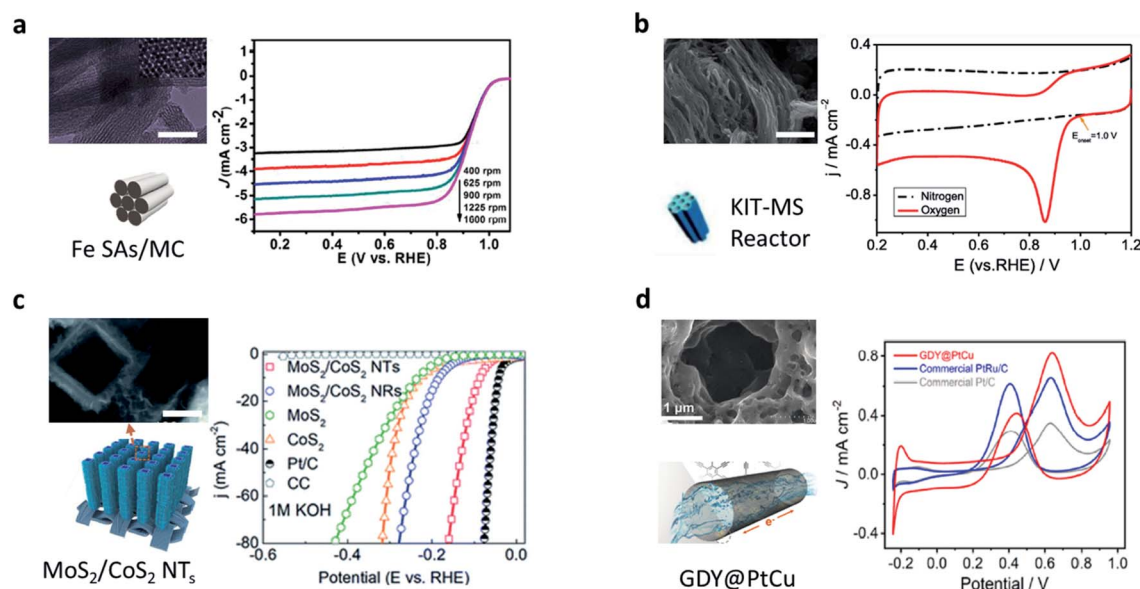 a
J (mA cm⁻²)
1
0
-1
-2
-3
-4
-5
-6
400 rpm
625 rpm
900 rpm
1225 rpm
1600 rpm
0.2 0.4 0.6 0.8 1.0
E (V vs. RHE)
Fe SAs/MC
b
j / mA cm⁻²
0.4
0.0
-0.4
-0.8
Eonset=1.0 V
Nitrogen
Oxygen
0.2 0.4 0.6 0.8 1.0 1.2
E (vs.RHE) / V
KIT-MS
Reactor
c
j (mA cm⁻²)
0
-20
-40
-60
-80
MoS₂/CoS₂ NTs
MoS₂/CoS₂ NRs
MoS₂
CoS₂
Pt/C
CC
1M KOH
-0.6 -0.4 -0.2 0.0
Potential (E vs. RHE)
MoS₂/CoS₂ NTₛ
d
1 µm
e⁻
GDY@PtCu
J / mA cm⁻²
0.8
0.4
0.0
-0.4
GDY@PtCu
Commercial PtRu/C
Commercial Pt/C
-0.2 0.0 0.2 0.4 0.6 0.8 1.0
Potential / V